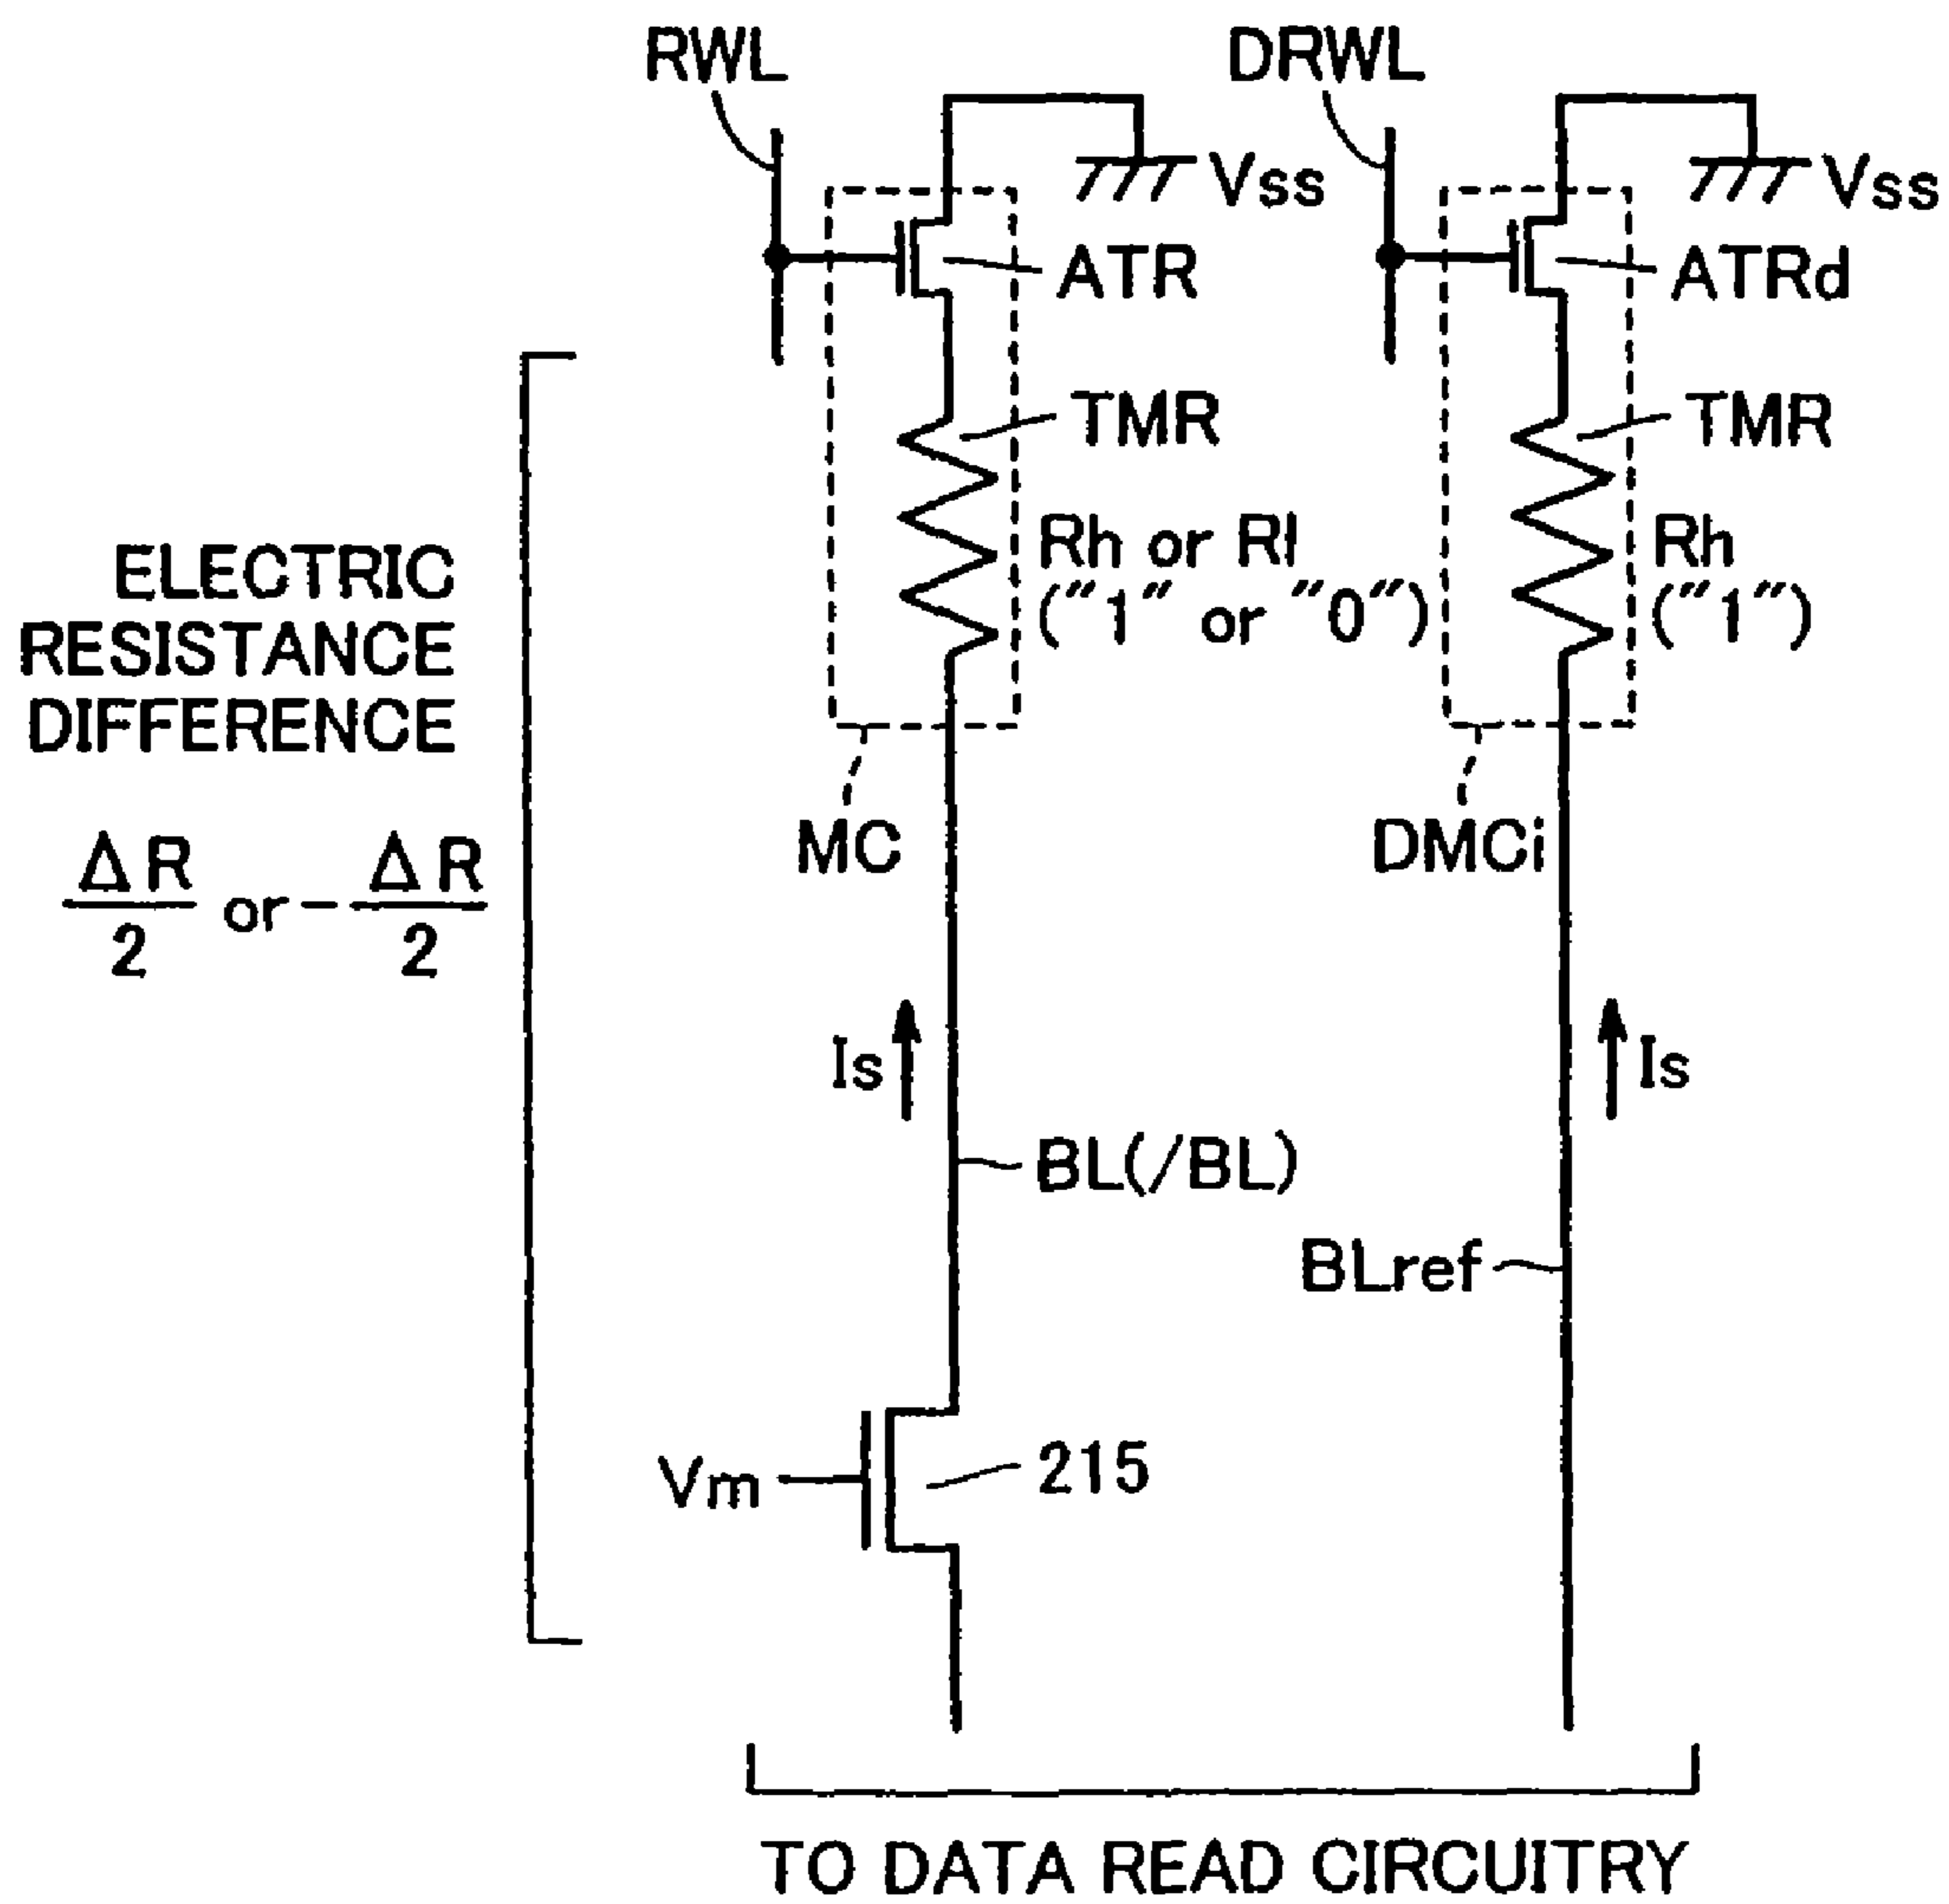 RWL
DRWL
Vss
Vss
ATR
ATRd
TMR
TMR
Rh or Rl
("1" or "0")
Rh
("1")
ELECTRIC
RESISTANCE
DIFFERENCE
ΔR/2 or -ΔR/2
MC
DMCi
Is
Is
BL(/BL)
BLref
Vm
215
TO DATA READ CIRCUITRY